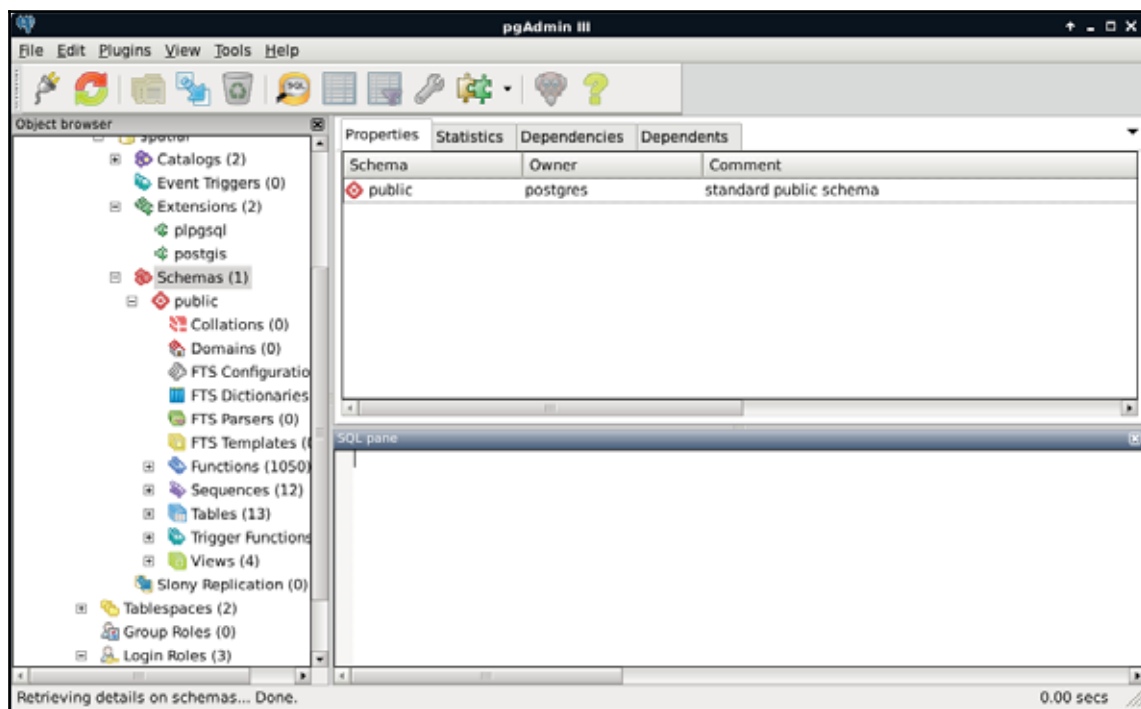 pgAdmin III
File Edit Plugins View Tools Help
SQL
Object browser
Spatial
Catalogs (2)
Event Triggers (0)
Extensions (2)
plpgsql
postgis
Schemas (1)
public
Collations (0)
Domains (0)
FTS Configuratio
FTS Dictionaries
FTS Parsers (0)
FTS Templates (
Functions (1050)
Sequences (12)
Tables (13)
Trigger Functions
Views (4)
Slony Replication (0)
Tablespaces (2)
Group Roles (0)
Login Roles (3)
Properties Statistics Dependencies Dependents
Schema Owner Comment
public postgres standard public schema
SQL pane
Retrieving details on schemas... Done. 0.00 secs